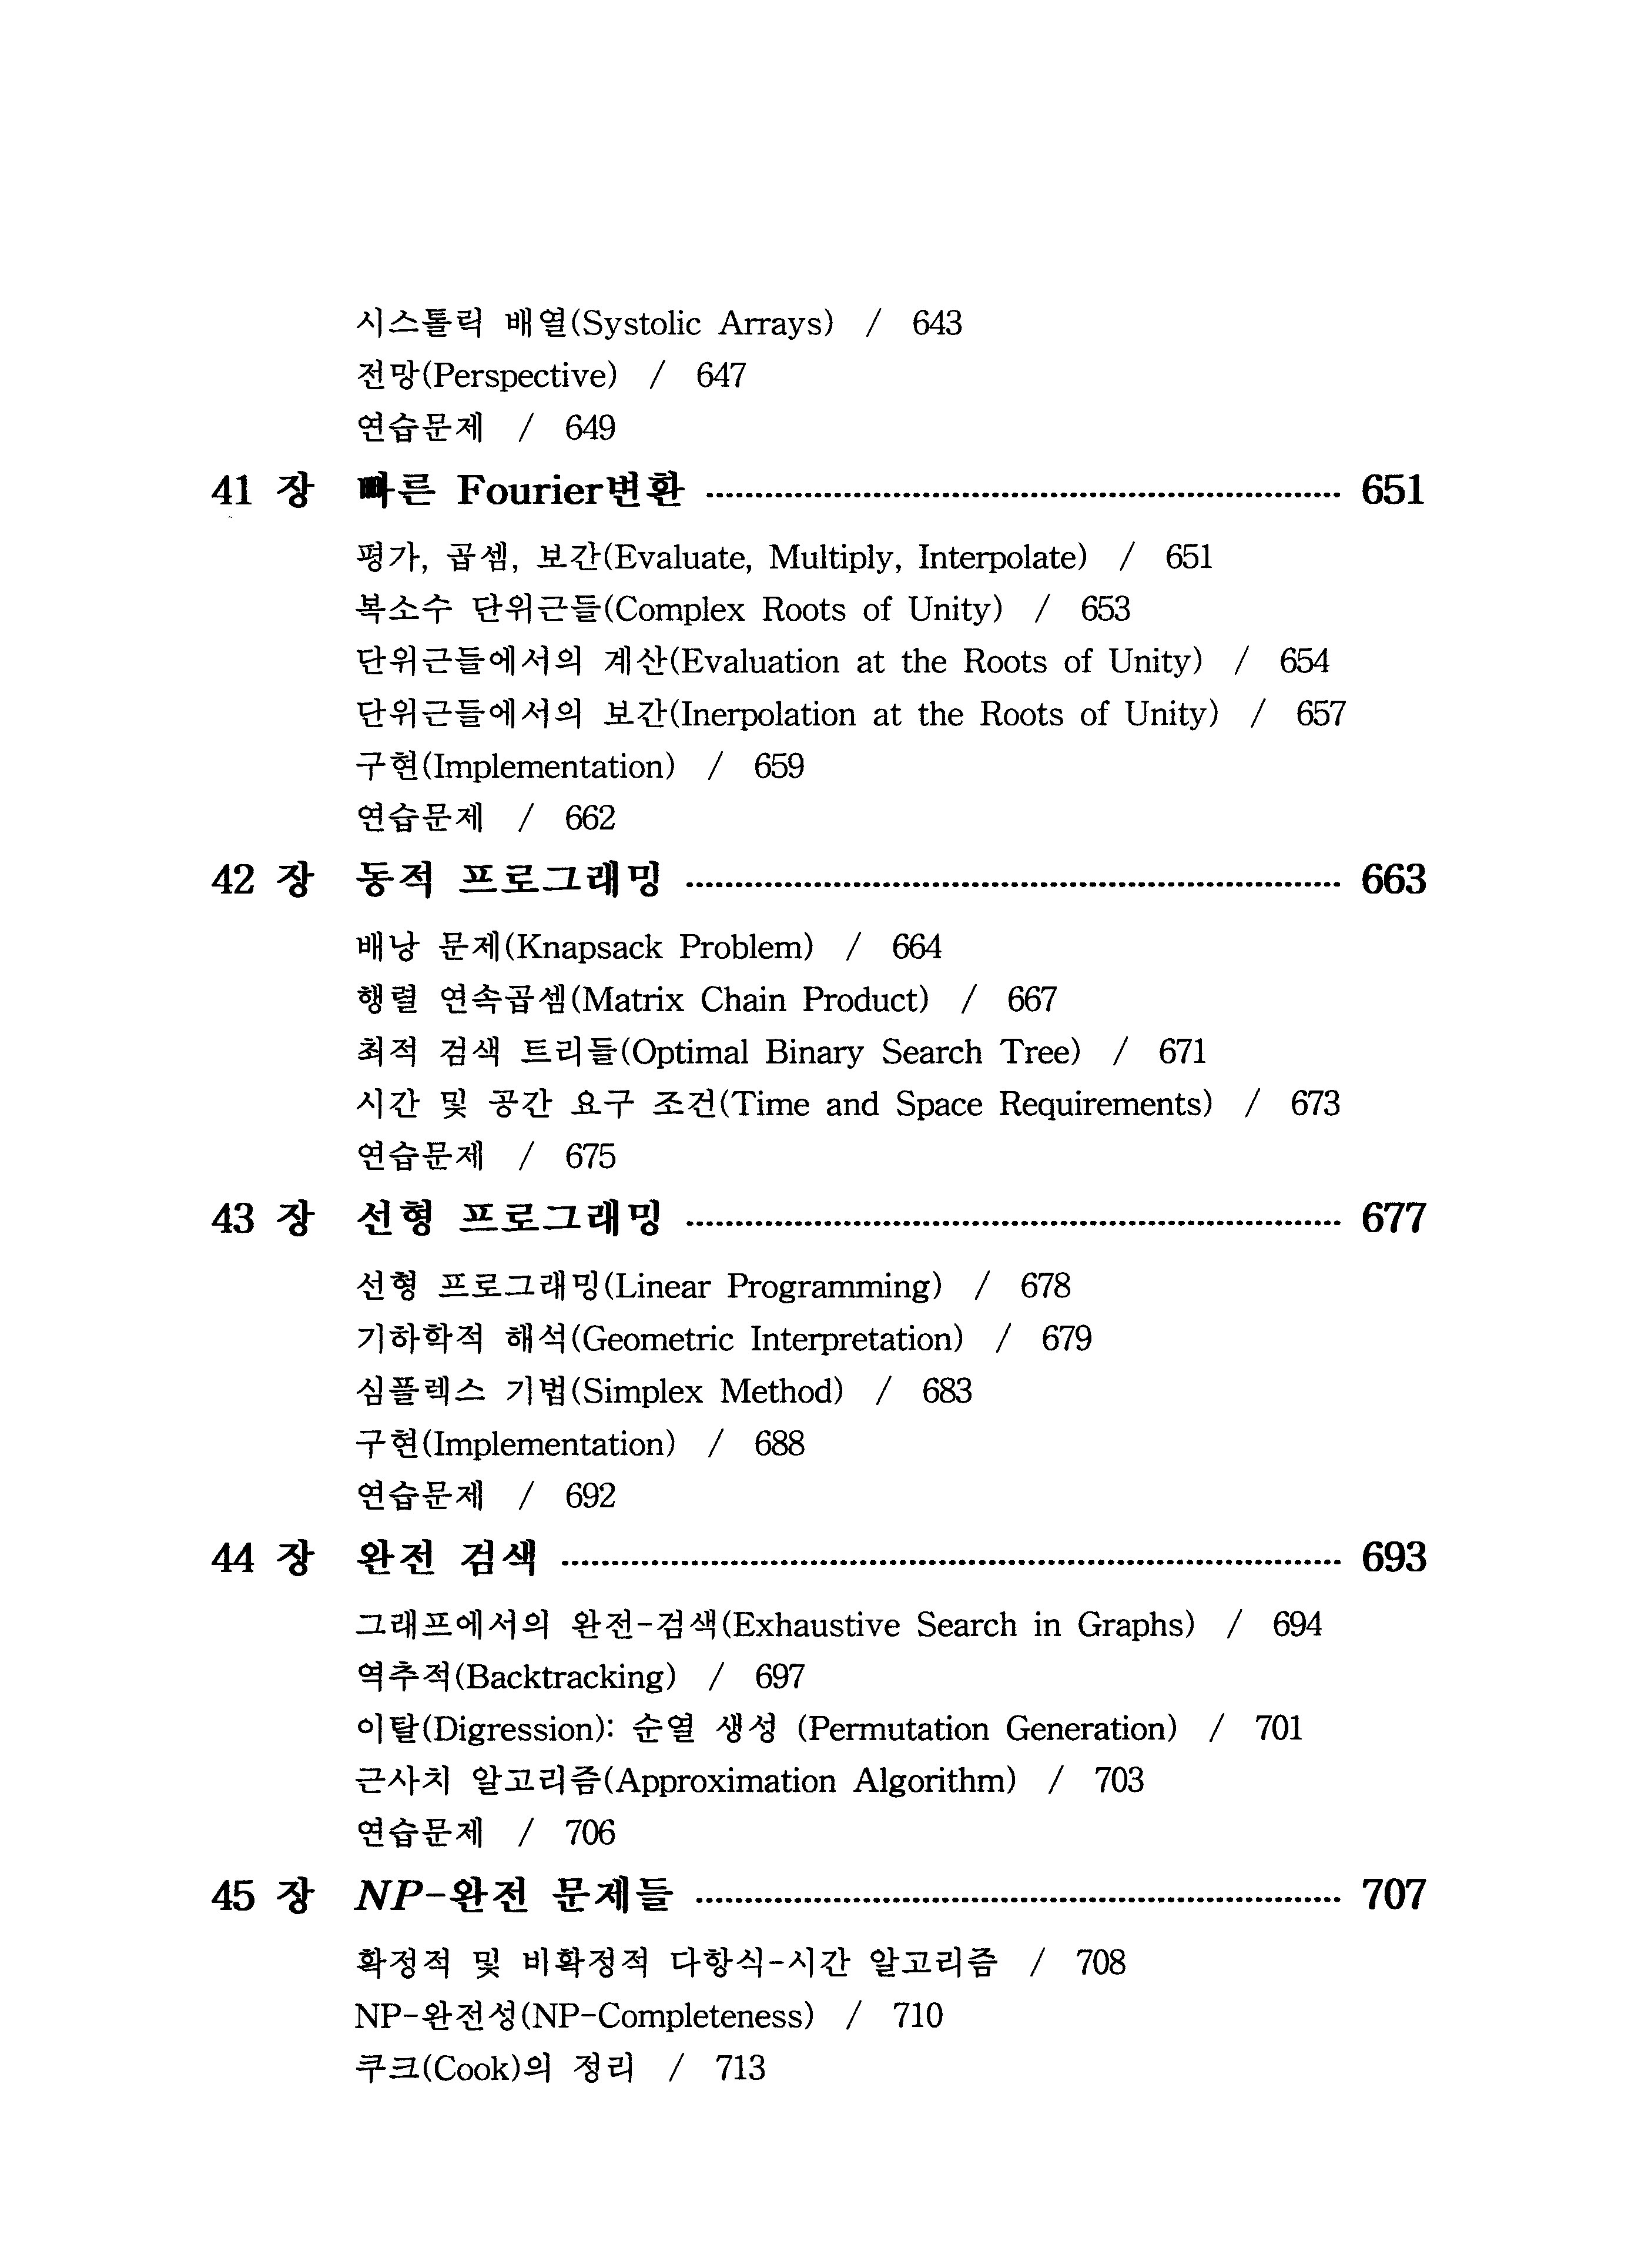 시스톨릭 배열(Systolic Arrays) / 643
전망(Perspective) / 647
연습문제 / 649
41 장 빠른 Fourier변환 ················ 651
평가, 곱셈, 보간(Evaluate, Multiply, Interpolate) / 651
복소수 단위근들(Complex Roots of Unity) / 653
단위근들에서의 계산(Evaluation at the Roots of Unity) / 654
단위근들에서의 보간(Inerpolation at the Roots of Unity) / 657
구현(Implementation) / 659
연습문제 / 662
42 장 동적 프로그래밍 ················ 663
배낭 문제(Knapsack Problem) / 664
행렬 연속곱셈(Matrix Chain Product) / 667
최적 검색 트리들(Optimal Binary Search Tree) / 671
시간 및 공간 요구 조건(Time and Space Requirements) / 673
연습문제 / 675
43 장 선형 프로그래밍 ················ 677
선형 프로그래밍(Linear Programming) / 678
기하학적 해석(Geometric Interpretation) / 679
심플렉스 기법(Simplex Method) / 683
구현(Implementation) / 688
연습문제 / 692
44 장 완전 검색 ················ 693
그래프에서의 완전-검색(Exhaustive Search in Graphs) / 694
역추적(Backtracking) / 697
이탈(Digression): 순열 생성 (Permutation Generation) / 701
근사치 알고리즘(Approximation Algorithm) / 703
연습문제 / 706
45 장 NP-완전 문제들 ················ 707
확정적 및 비확정적 다항식-시간 알고리즘 / 708
NP-완전성(NP-Completeness) / 710
쿠크(Cook)의 정리 / 713